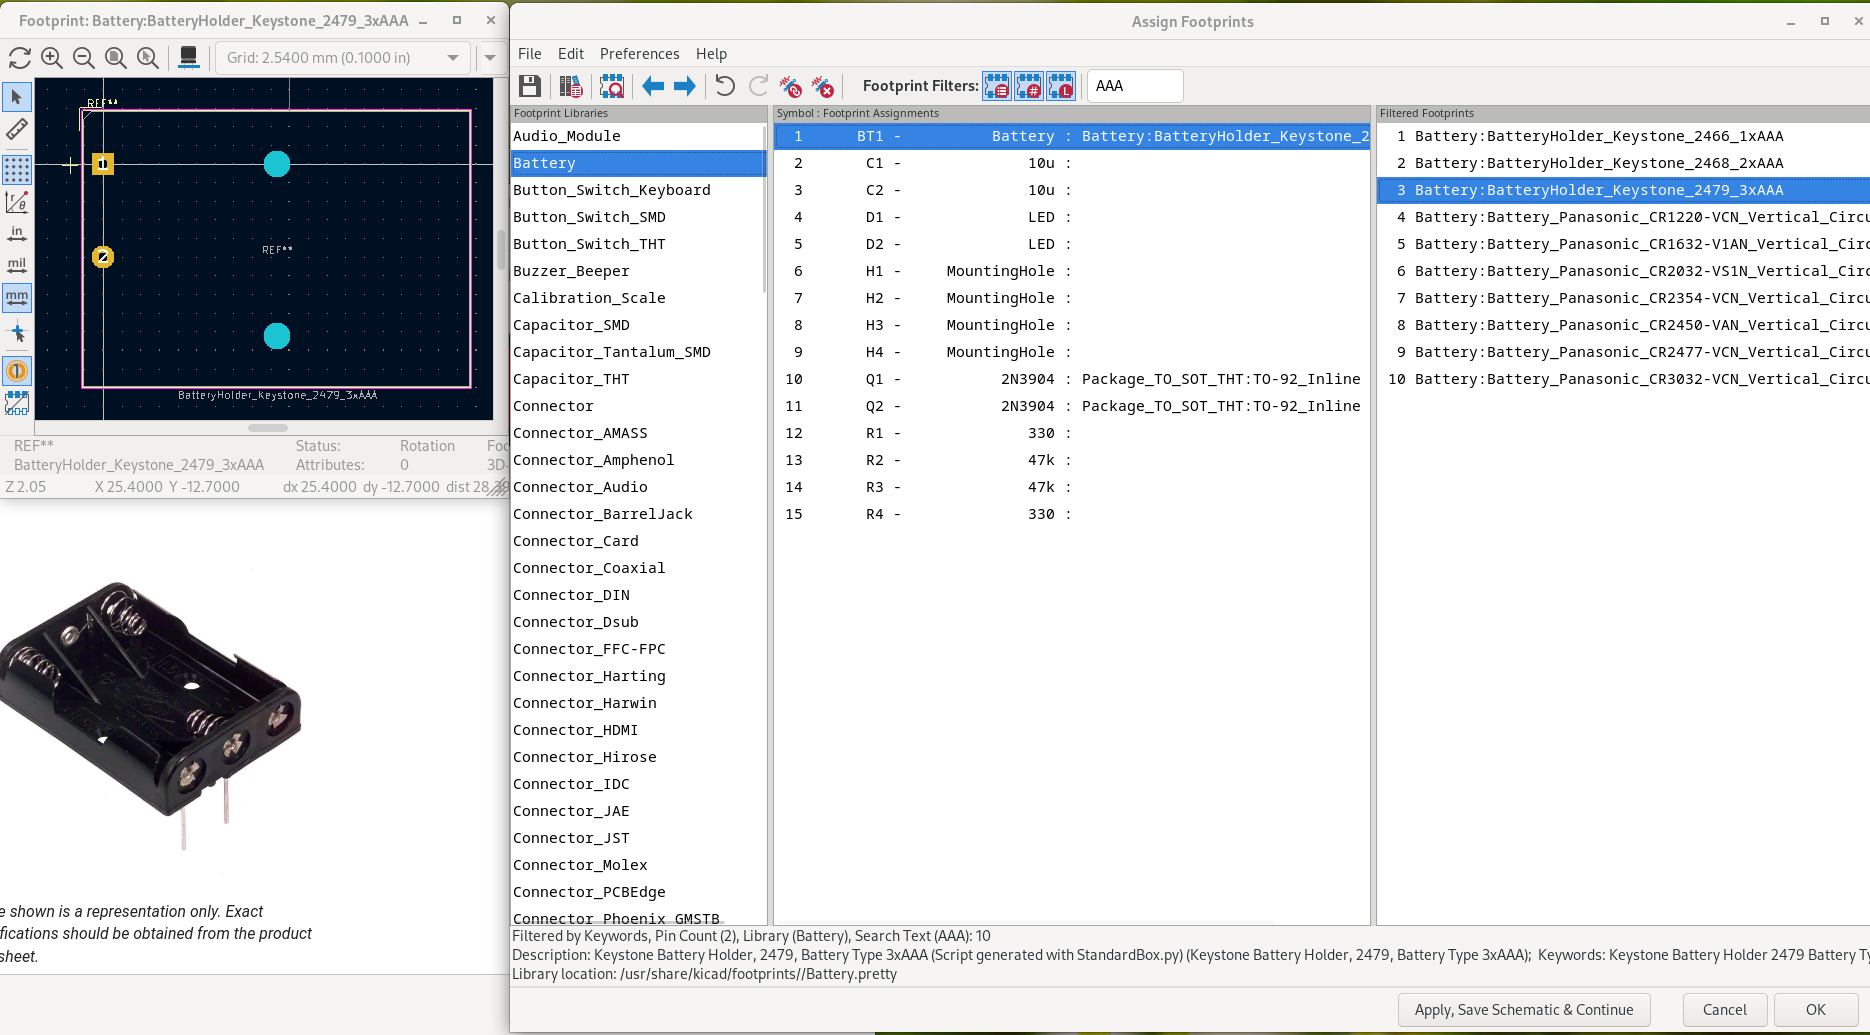 Footprint: Battery:BatteryHolder_Keystone_2479_3xAAA
Grid: 2.5400 mm (0.1000 in)
in
mil
mm
REF**
1
2
REF**
BatteryHolder_Keystone_2479_3xAAA
REF**
BatteryHolder_Keystone_2479_3xAAA
Status:
Attributes:
Rotation
0
Foo
3D-
Z 2.05
X 25.4000 Y -12.7000
dx 25.4000 dy -12.7000 dist 28.39
e shown is a representation only. Exact
ifications should be obtained from the product
sheet.
Assign Footprints
File Edit Preferences Help
Footprint Filters:
AAA
Footprint Libraries
Audio_Module
Battery
Button_Switch_Keyboard
Button_Switch_SMD
Button_Switch_THT
Buzzer_Beeper
Calibration_Scale
Capacitor_SMD
Capacitor_Tantalum_SMD
Capacitor_THT
Connector
Connector_AMASS
Connector_Amphenol
Connector_Audio
Connector_BarrelJack
Connector_Card
Connector_Coaxial
Connector_DIN
Connector_Dsub
Connector_FFC-FPC
Connector_Harting
Connector_Harwin
Connector_HDMI
Connector_Hirose
Connector_IDC
Connector_JAE
Connector_JST
Connector_Molex
Connector_PCBEdge
Connector_Phoenix_GMSTB
Symbol : Footprint Assignments
1 BT1 - Battery : Battery:BatteryHolder_Keystone_2
2 C1 - 10u :
3 C2 - 10u :
4 D1 - LED :
5 D2 - LED :
6 H1 - MountingHole :
7 H2 - MountingHole :
8 H3 - MountingHole :
9 H4 - MountingHole :
10 Q1 - 2N3904 : Package_TO_SOT_THT:TO-92_Inline
11 Q2 - 2N3904 : Package_TO_SOT_THT:TO-92_Inline
12 R1 - 330 :
13 R2 - 47k :
14 R3 - 47k :
15 R4 - 330 :
Filtered Footprints
1 Battery:BatteryHolder_Keystone_2466_1xAAA
2 Battery:BatteryHolder_Keystone_2468_2xAAA
3 Battery:BatteryHolder_Keystone_2479_3xAAA
4 Battery:Battery_Panasonic_CR1220-VCN_Vertical_Circu
5 Battery:Battery_Panasonic_CR1632-V1AN_Vertical_Circ
6 Battery:Battery_Panasonic_CR2032-VS1N_Vertical_Circ
7 Battery:Battery_Panasonic_CR2354-VCN_Vertical_Circu
8 Battery:Battery_Panasonic_CR2450-VAN_Vertical_Circu
9 Battery:Battery_Panasonic_CR2477-VCN_Vertical_Circu
10 Battery:Battery_Panasonic_CR3032-VCN_Vertical_Circu
Filtered by Keywords, Pin Count (2), Library (Battery), Search Text (AAA): 10
Description: Keystone Battery Holder, 2479, Battery Type 3xAAA (Script generated with StandardBox.py) (Keystone Battery Holder, 2479, Battery Type 3xAAA); Keywords: Keystone Battery Holder 2479 Battery Ty
Library location: /usr/share/kicad/footprints//Battery.pretty
Apply, Save Schematic & Continue
Cancel
OK